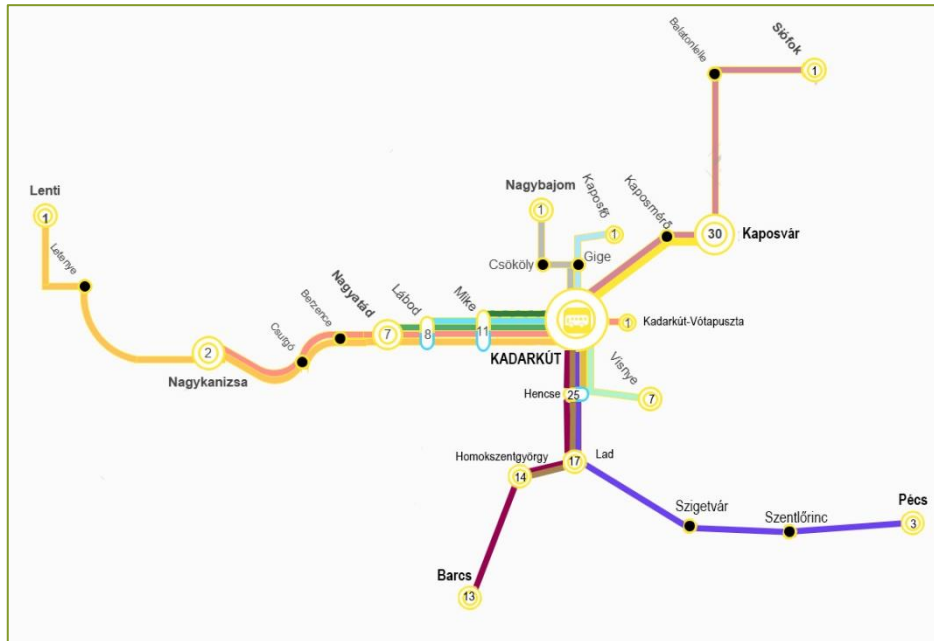 Siófok
Balatonlelle
1
Lenti
1
Letenye
Nagybajom
1
Kaposfő
1
Kaposmérő
30
Kaposvár
Csököly
Gige
Nagyatád
Lábod
Mike
Berzence
Csurgó
7
8
11
KADARKÚT
1
Kadarkút-Vótapuszta
2
Nagykanizsa
Visnye
7
Hencse
25
Homokszentgyörgy
17
Lad
14
Szigetvár
Szentlőrinc
Pécs
3
Barcs
13